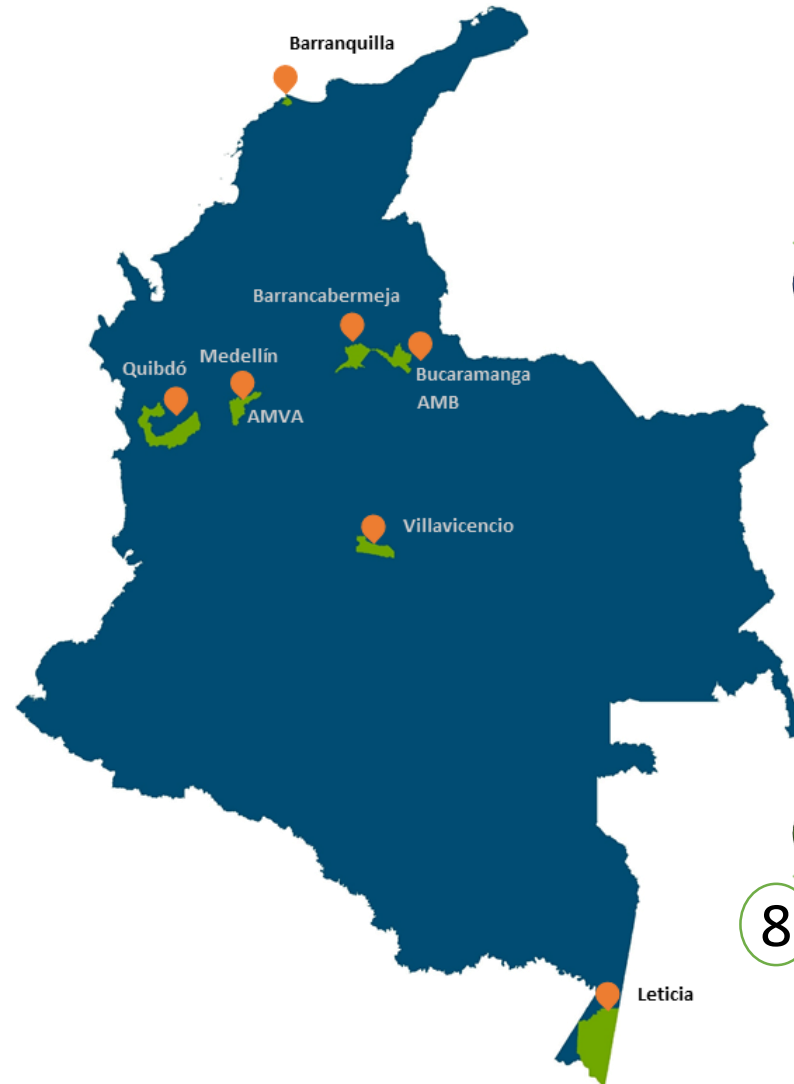 Barranquilla
Barrancabermeja
Medellín
Quibdó
Bucaramanga
AMB
AMVA
Villavicencio
8
Leticia